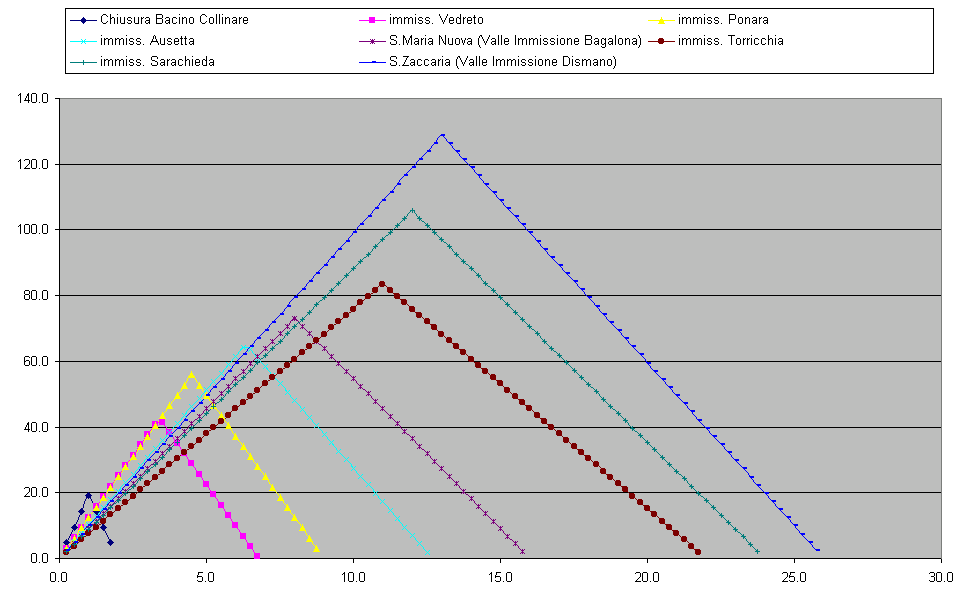 Chiusura Bacino Collinare immiss. Vedreto immiss. Ponara
immiss. Ausetta S.Maria Nuova (Valle Immissione Bagalona) immiss. Torricchia
immiss. Sarachieda S.Zaccaria (Valle Immissione Dismano)
140.0
120.0
100.0
80.0
60.0
40.0
20.0
0.0
0.0 5.0 10.0 15.0 20.0 25.0 30.0